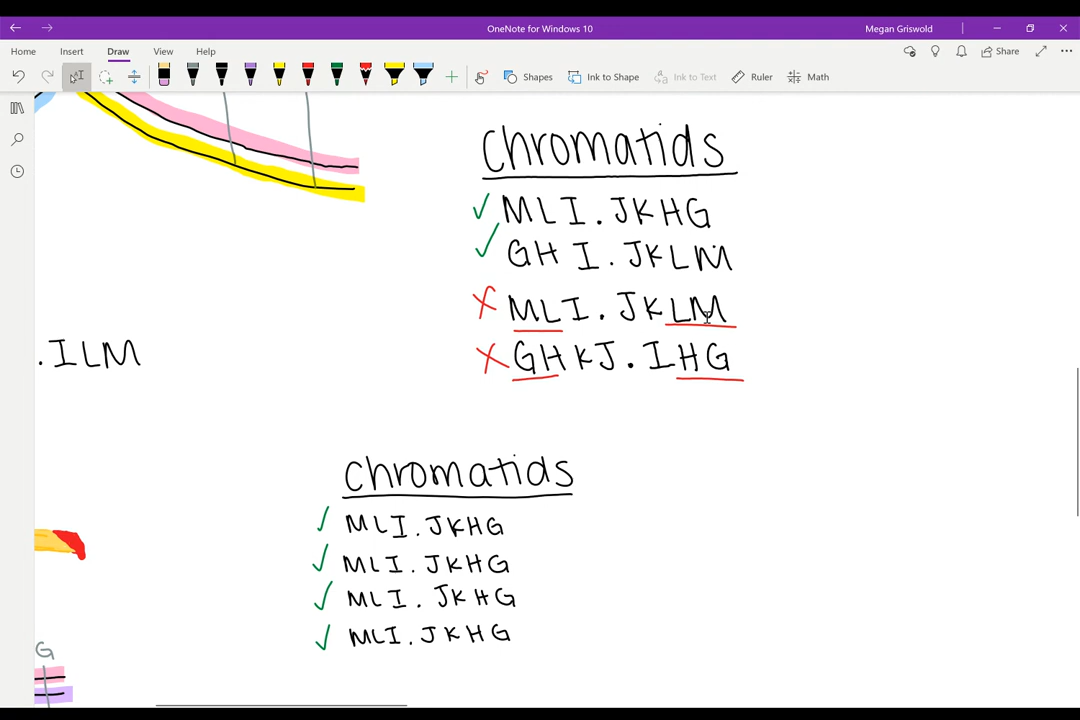 OneNote for Windows 10
Megan Griswold
Home Insert Draw View Help
Share
Shapes Ink to Shape Ink to Text Ruler Math
chromatids
✓ MLI.JKHG
✓ GHI.JKLM
X MLI.JKLM
X GHKJ.IHG
.ILM
chromatids
✓ MLI.JKHG
✓ MLI.JKHG
✓ MLI.JKHG
✓ MLI.JKHG
G